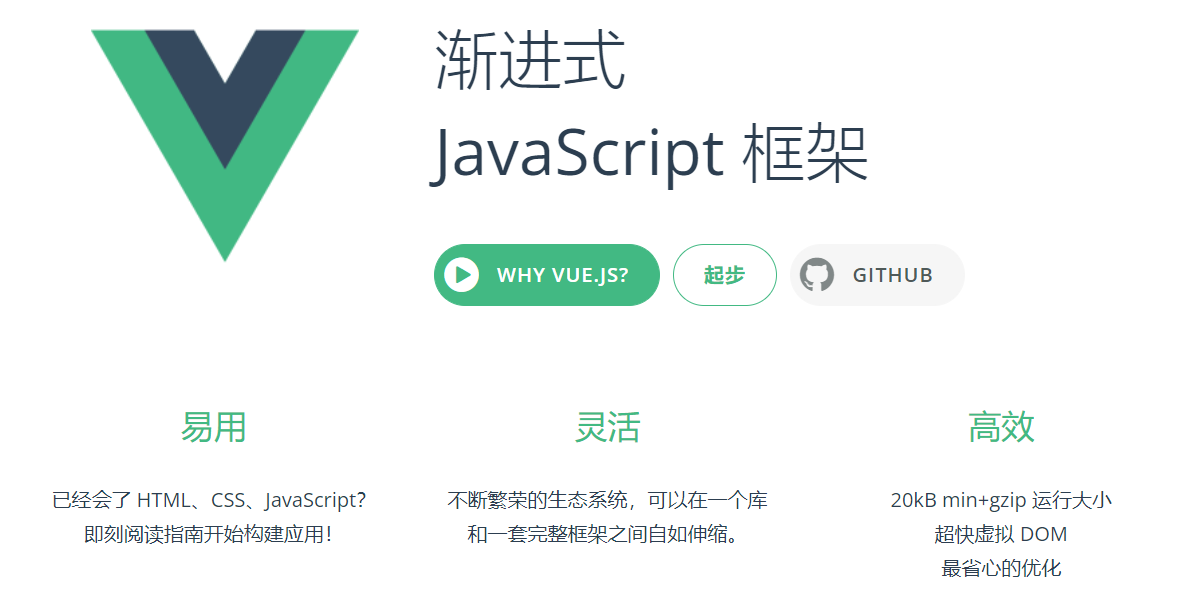 渐进式
JavaScript 框架
WHY VUE.JS?
起步
GITHUB
易用
已经会了 HTML、CSS、JavaScript?
即刻阅读指南开始构建应用!
灵活
不断繁荣的生态系统，可以在一个库
和一套完整框架之间自如伸缩。
高效
20kB min+gzip 运行大小
超快虚拟 DOM
最省心的优化